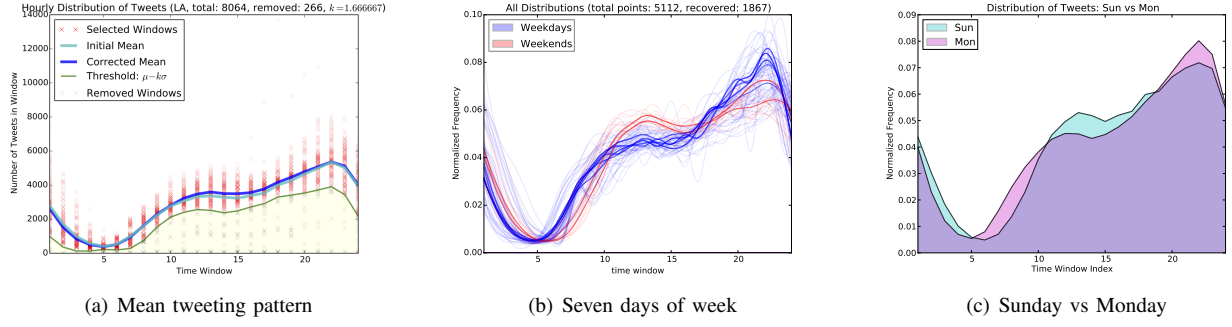 Hourly Distribution of Tweets (LA, total: 8064, removed: 266, k=1.666667)
14000
12000
10000
8000
6000
4000
2000
0
Number of Tweets in Window
Selected Windows
Initial Mean
Corrected Mean
Threshold: μ−kσ
Removed Windows
5 10 15 20
Time Window
(a) Mean tweeting pattern
All Distributions (total points: 5112, recovered: 1867)
0.10
0.08
0.06
0.04
0.02
0.00
Normalized Frequency
Weekdays
Weekends
5 10 15 20
time window
(b) Seven days of week
Distribution of Tweets: Sun vs Mon
0.09
0.08
0.07
0.06
0.05
0.04
0.03
0.02
0.01
0.00
Normalized Frequency
Sun
Mon
5 10 15 20
Time Window Index
(c) Sunday vs Monday